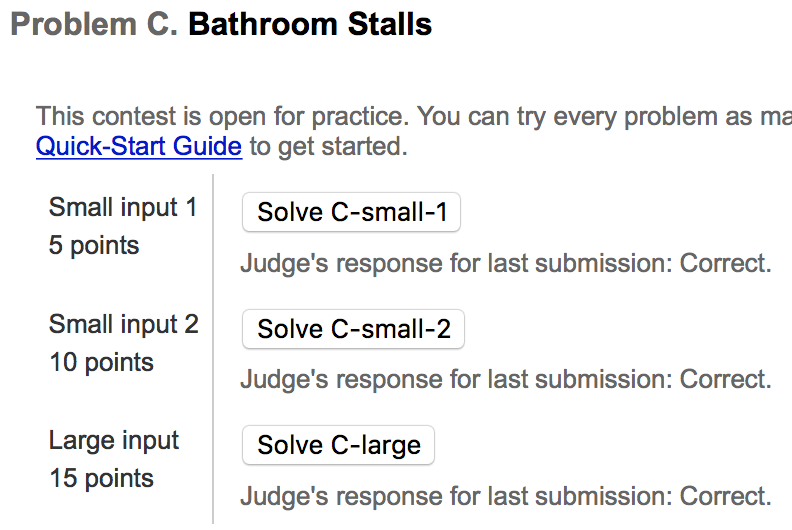 Problem C. Bathroom Stalls
This contest is open for practice. You can try every problem as
Quick-Start Guide to get started.
Small input 1
5 points
Solve C-small-1
Judge's response for last submission: Correct.
Small input 2
10 points
Solve C-small-2
Judge's response for last submission: Correct.
Large input
15 points
Solve C-large
Judge's response for last submission: Correct.